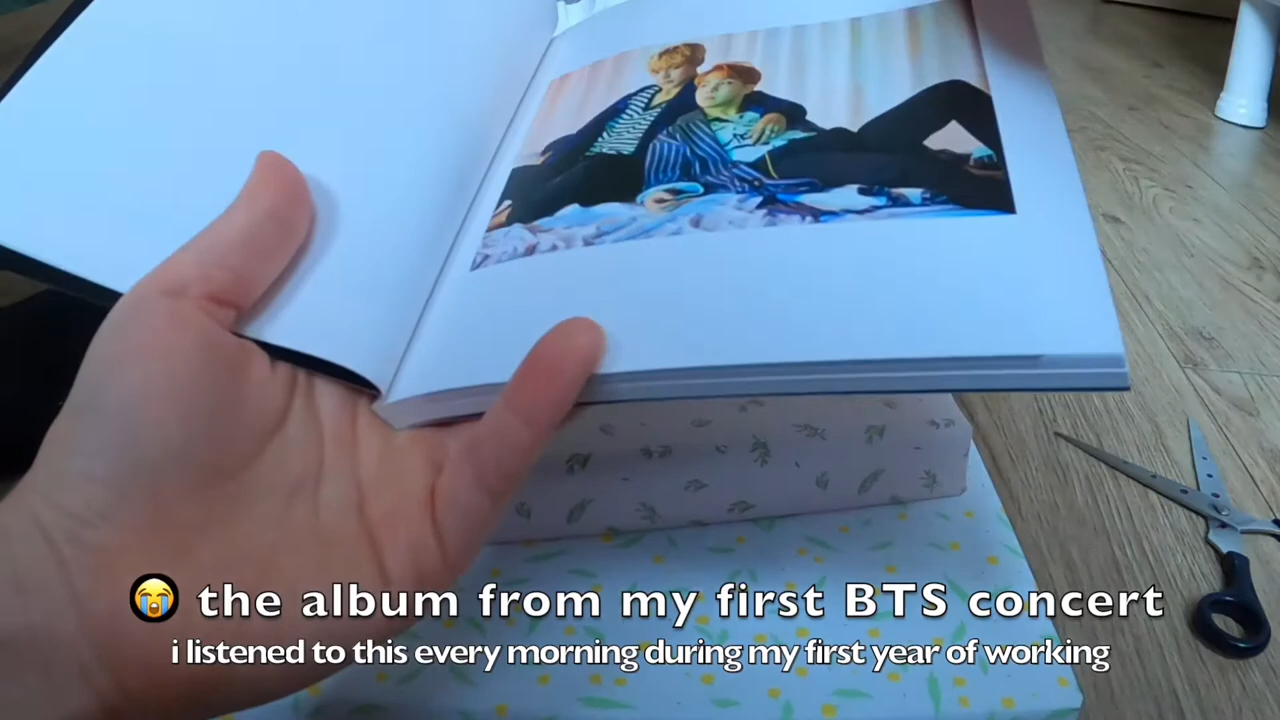 😭 the album from my first BTS concert
i listened to this every morning during my first year of working